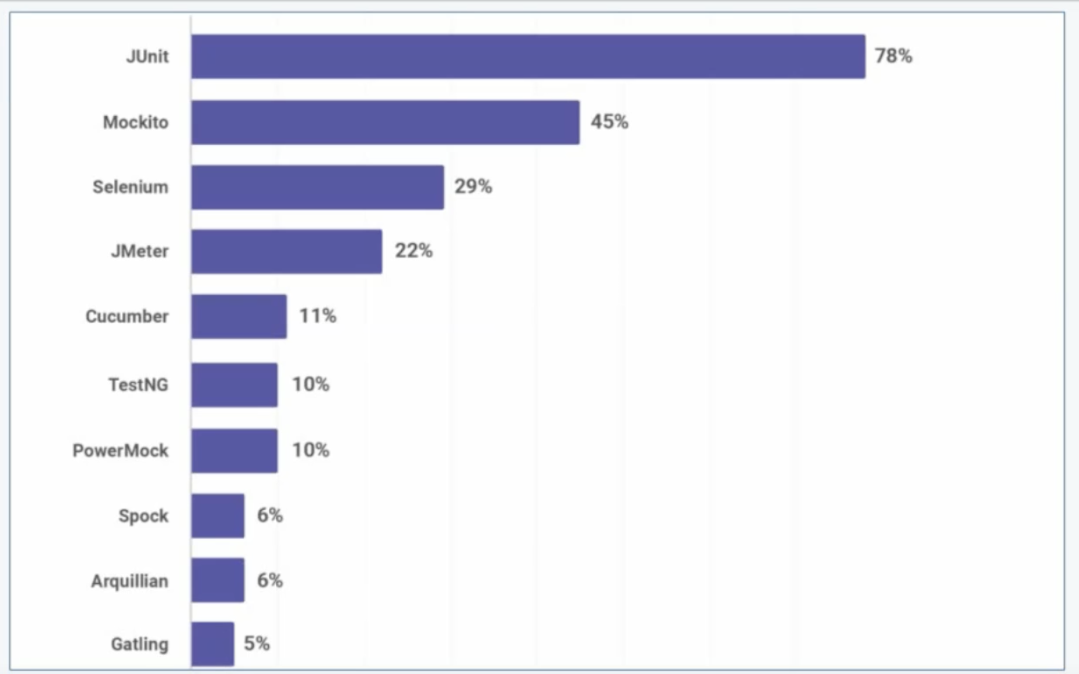 JUnit 78%
Mockito 45%
Selenium 29%
JMeter 22%
Cucumber 11%
TestNG 10%
PowerMock 10%
Spock 6%
Arquillian 6%
Gatling 5%